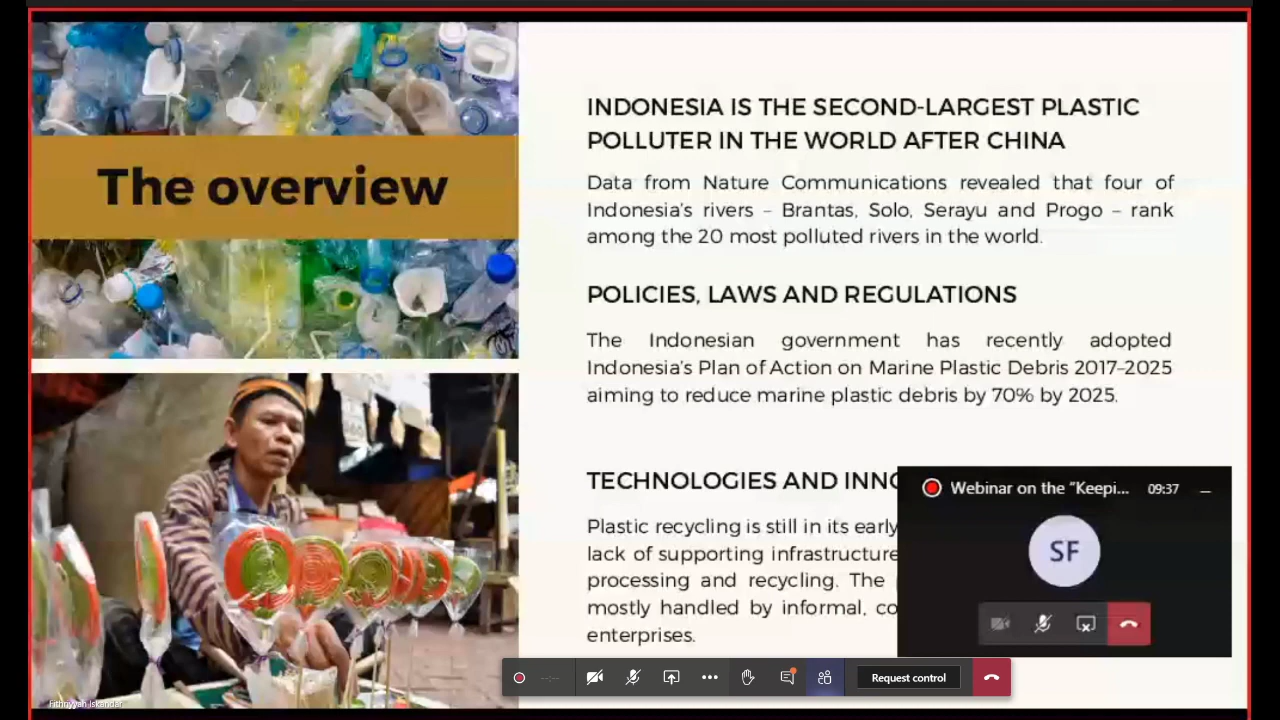 The overview
INDONESIA IS THE SECOND-LARGEST PLASTIC
POLLUTER IN THE WORLD AFTER CHINA
Data from Nature Communications revealed that four of
Indonesia's rivers – Brantas, Solo, Serayu and Progo – rank
among the 20 most polluted rivers in the world.
POLICIES, LAWS AND REGULATIONS
The Indonesian government has recently adopted
Indonesia's Plan of Action on Marine Plastic Debris 2017–2025
aiming to reduce marine plastic debris by 70% by 2025.
TECHNOLOGIES AND INNO
Plastic recycling is still in its early
lack of supporting infrastructure
processing and recycling. The
mostly handled by informal, co
enterprises.
Webinar on the “Keepi... 09:37
SF
--:-- Request control
Fithriyyah Iskandar